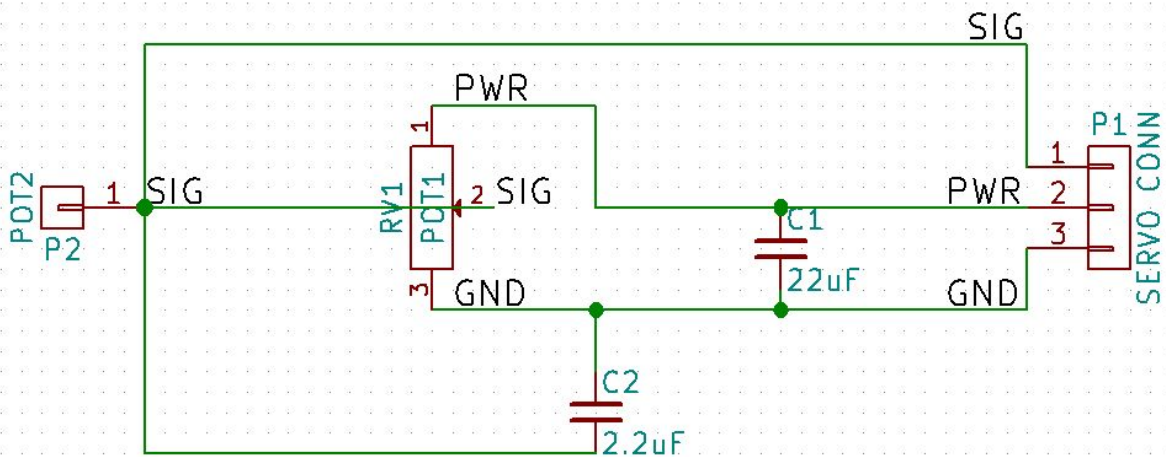 SIG
PWR
P1
1
1
SERVO CONN
POT2
1
SIG
RV1
POT1
2
SIG
PWR
2
P2
C1
3
22uF
3
GND
GND
C2
2.2uF